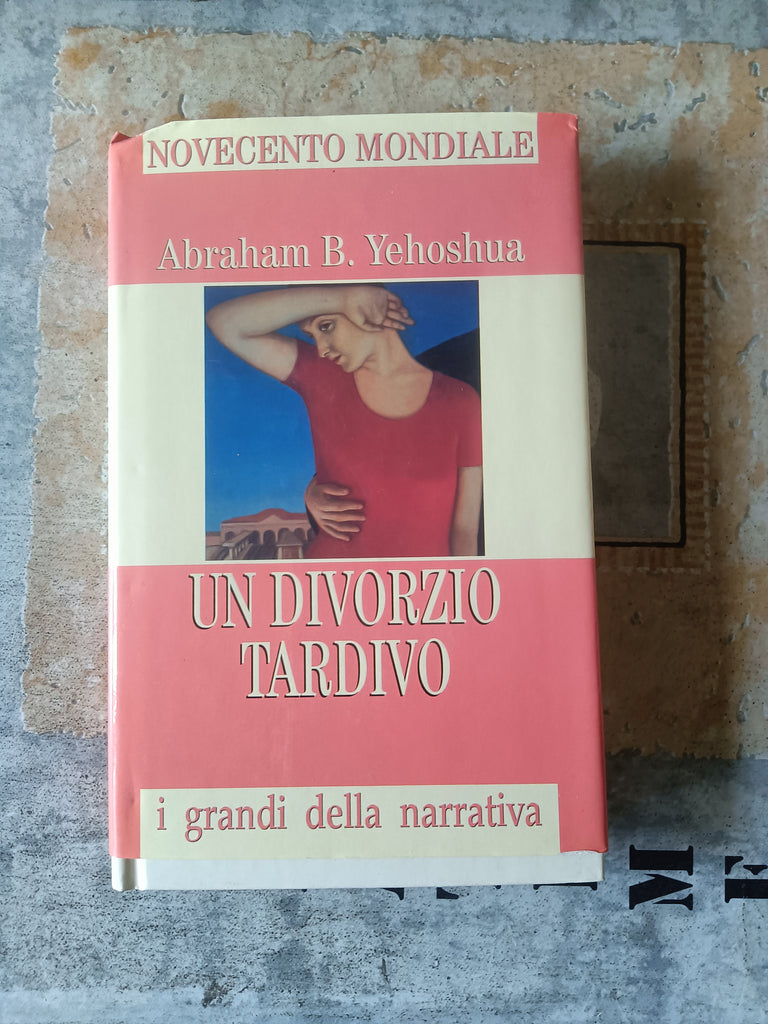 NOVECENTO MONDIALE
Abraham B. Yehoshua
UN DIVORZIO
TARDIVO
i grandi della narrativa
M